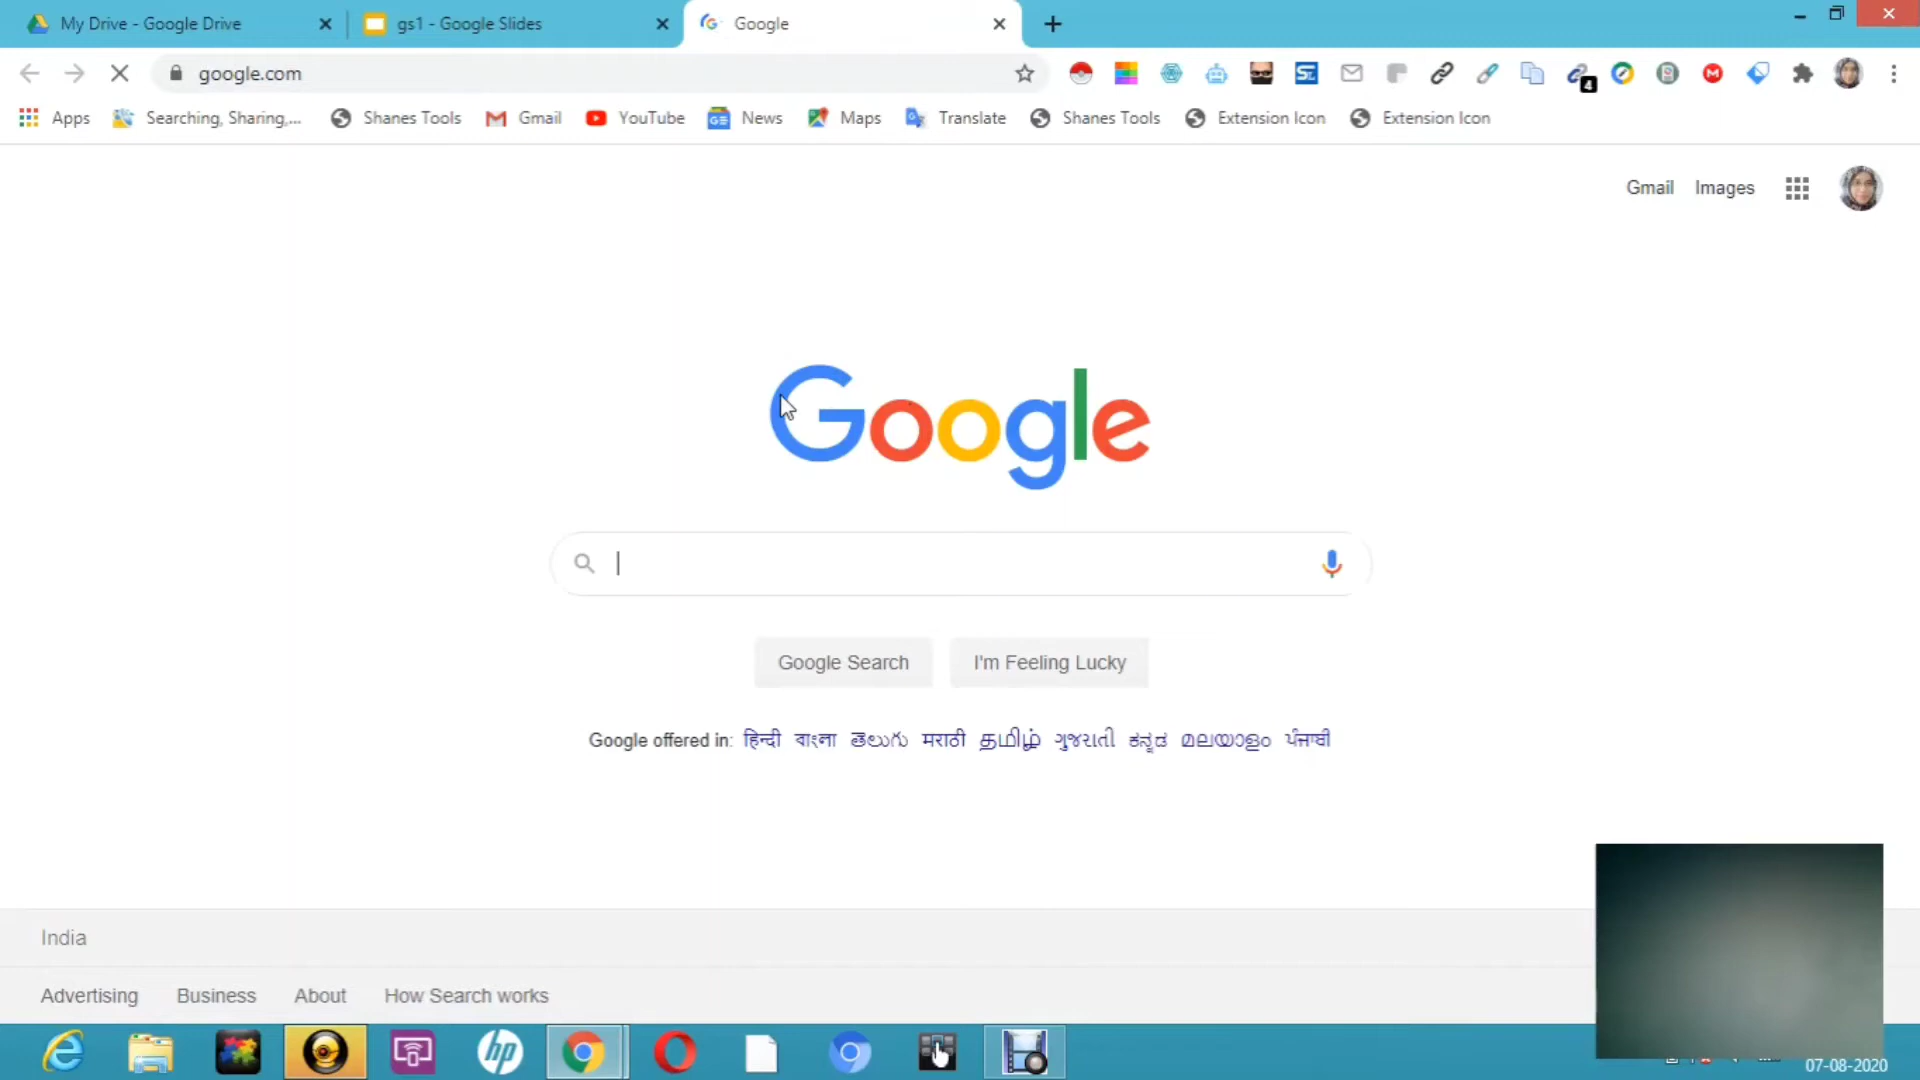 My Drive - Google Drive
gs1 - Google Slides
Google
google.com
4
Apps
Searching, Sharing,...
Shanes Tools
Gmail
YouTube
News
Maps
Translate
Shanes Tools
Extension Icon
Extension Icon
Gmail Images
Google
Google Search
I'm Feeling Lucky
Google offered in: हिन्दी বাংলা తెలుగు मराठी தமிழ் ગુજરાતી ಕನ್ನಡ മലയാളം ਪੰਜਾਬੀ
India
Advertising Business About How Search works
hp
07-08-2020